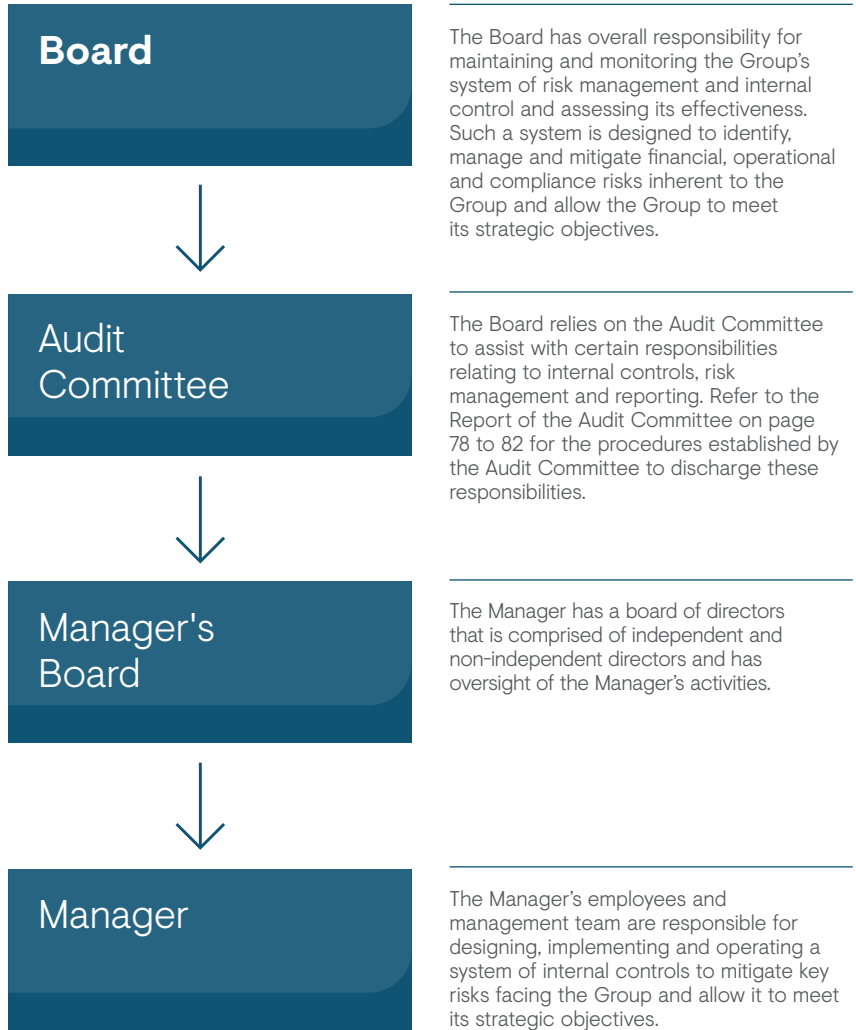 Board
The Board has overall responsibility for
maintaining and monitoring the Group’s
system of risk management and internal
control and assessing its effectiveness.
Such a system is designed to identify,
manage and mitigate financial, operational
and compliance risks inherent to the
Group and allow the Group to meet
its strategic objectives.
Audit
Committee
The Board relies on the Audit Committee
to assist with certain responsibilities
relating to internal controls, risk
management and reporting. Refer to the
Report of the Audit Committee on page
78 to 82 for the procedures established by
the Audit Committee to discharge these
responsibilities.
Manager's
Board
The Manager has a board of directors
that is comprised of independent and
non-independent directors and has
oversight of the Manager’s activities.
Manager
The Manager’s employees and
management team are responsible for
designing, implementing and operating a
system of internal controls to mitigate key
risks facing the Group and allow it to meet
its strategic objectives.